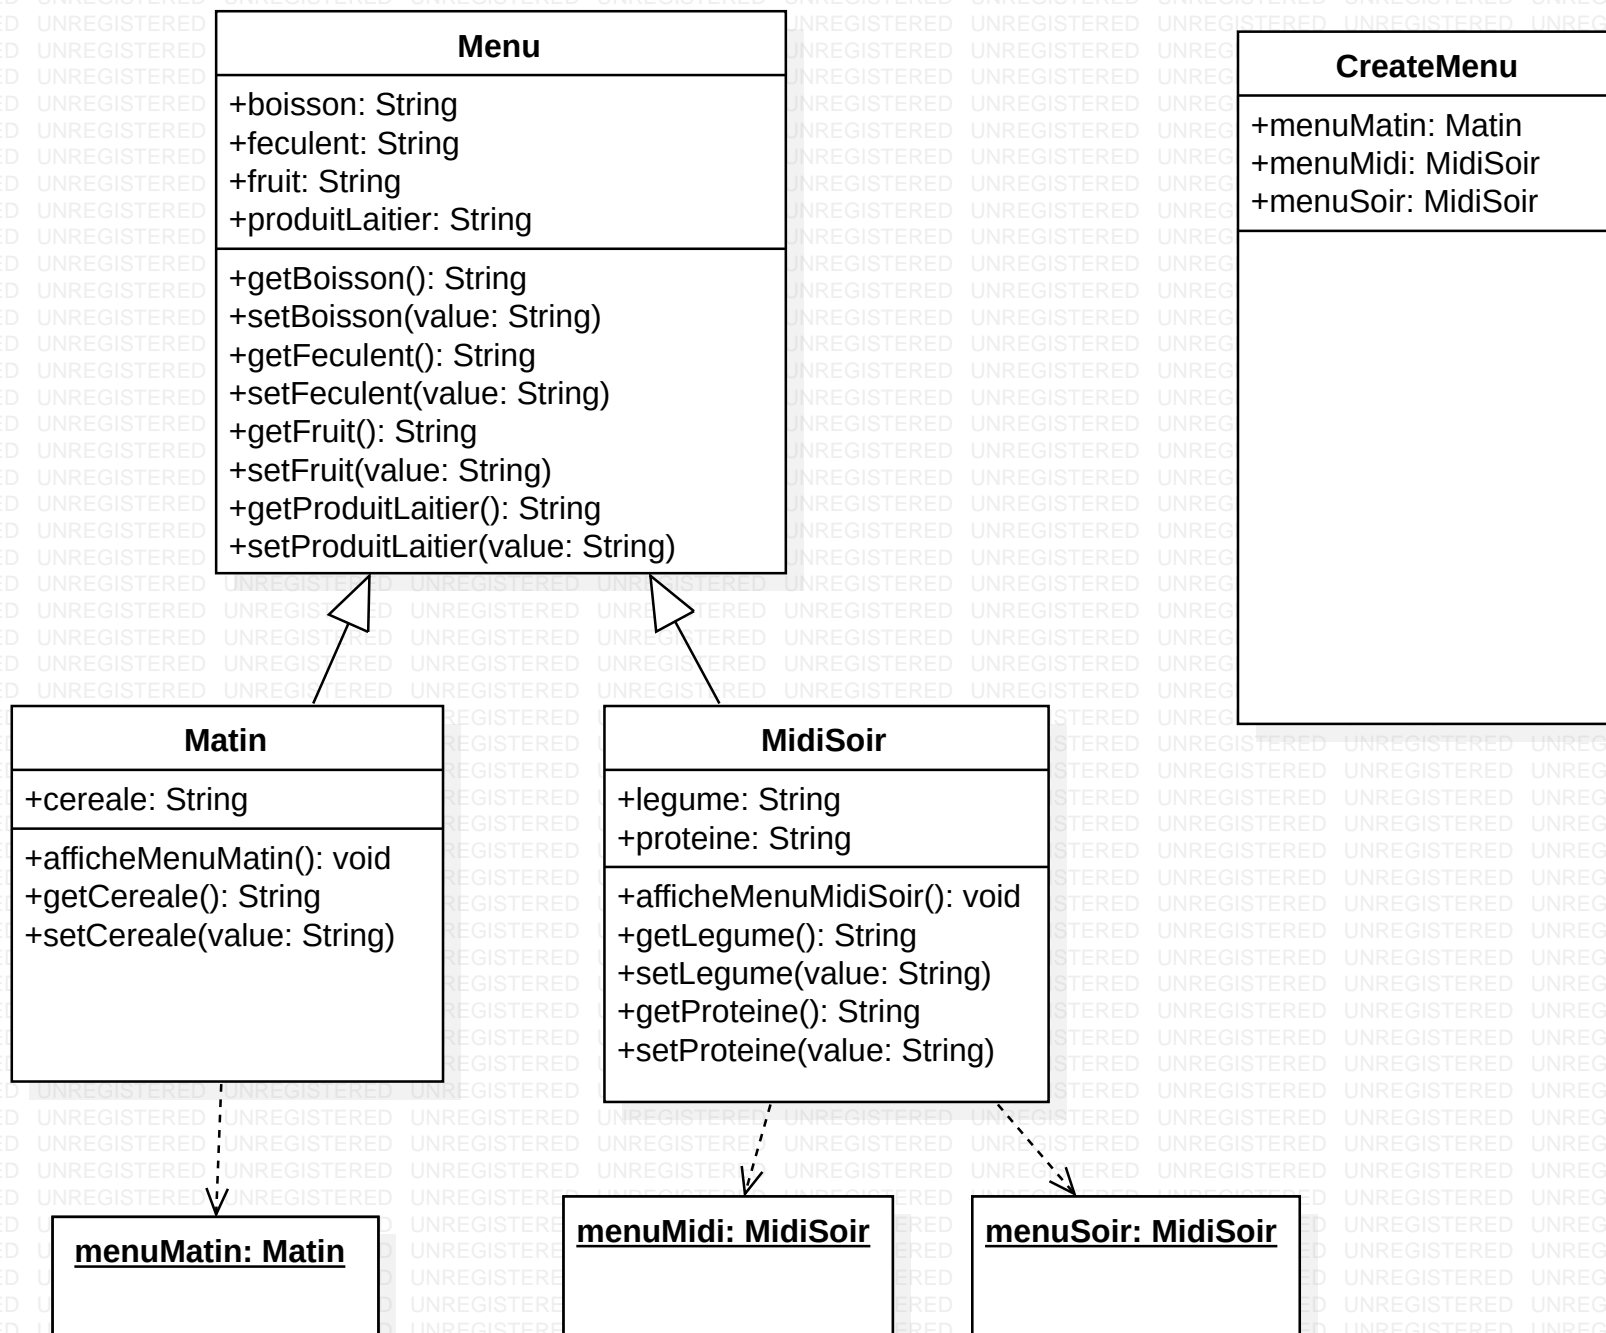 Menu
+boisson: String
+feculent: String
+fruit: String
+produitLaitier: String
+getBoisson(): String
+setBoisson(value: String)
+getFeculent(): String
+setFeculent(value: String)
+getFruit(): String
+setFruit(value: String)
+getProduitLaitier(): String
+setProduitLaitier(value: String)
CreateMenu
+menuMatin: Matin
+menuMidi: MidiSoir
+menuSoir: MidiSoir
Matin
+cereale: String
+afficheMenuMatin(): void
+getCereale(): String
+setCereale(value: String)
MidiSoir
+legume: String
+proteine: String
+afficheMenuMidiSoir(): void
+getLegume(): String
+setLegume(value: String)
+getProteine(): String
+setProteine(value: String)
menuMatin: Matin
menuMidi: MidiSoir
menuSoir: MidiSoir
UNREGISTERED